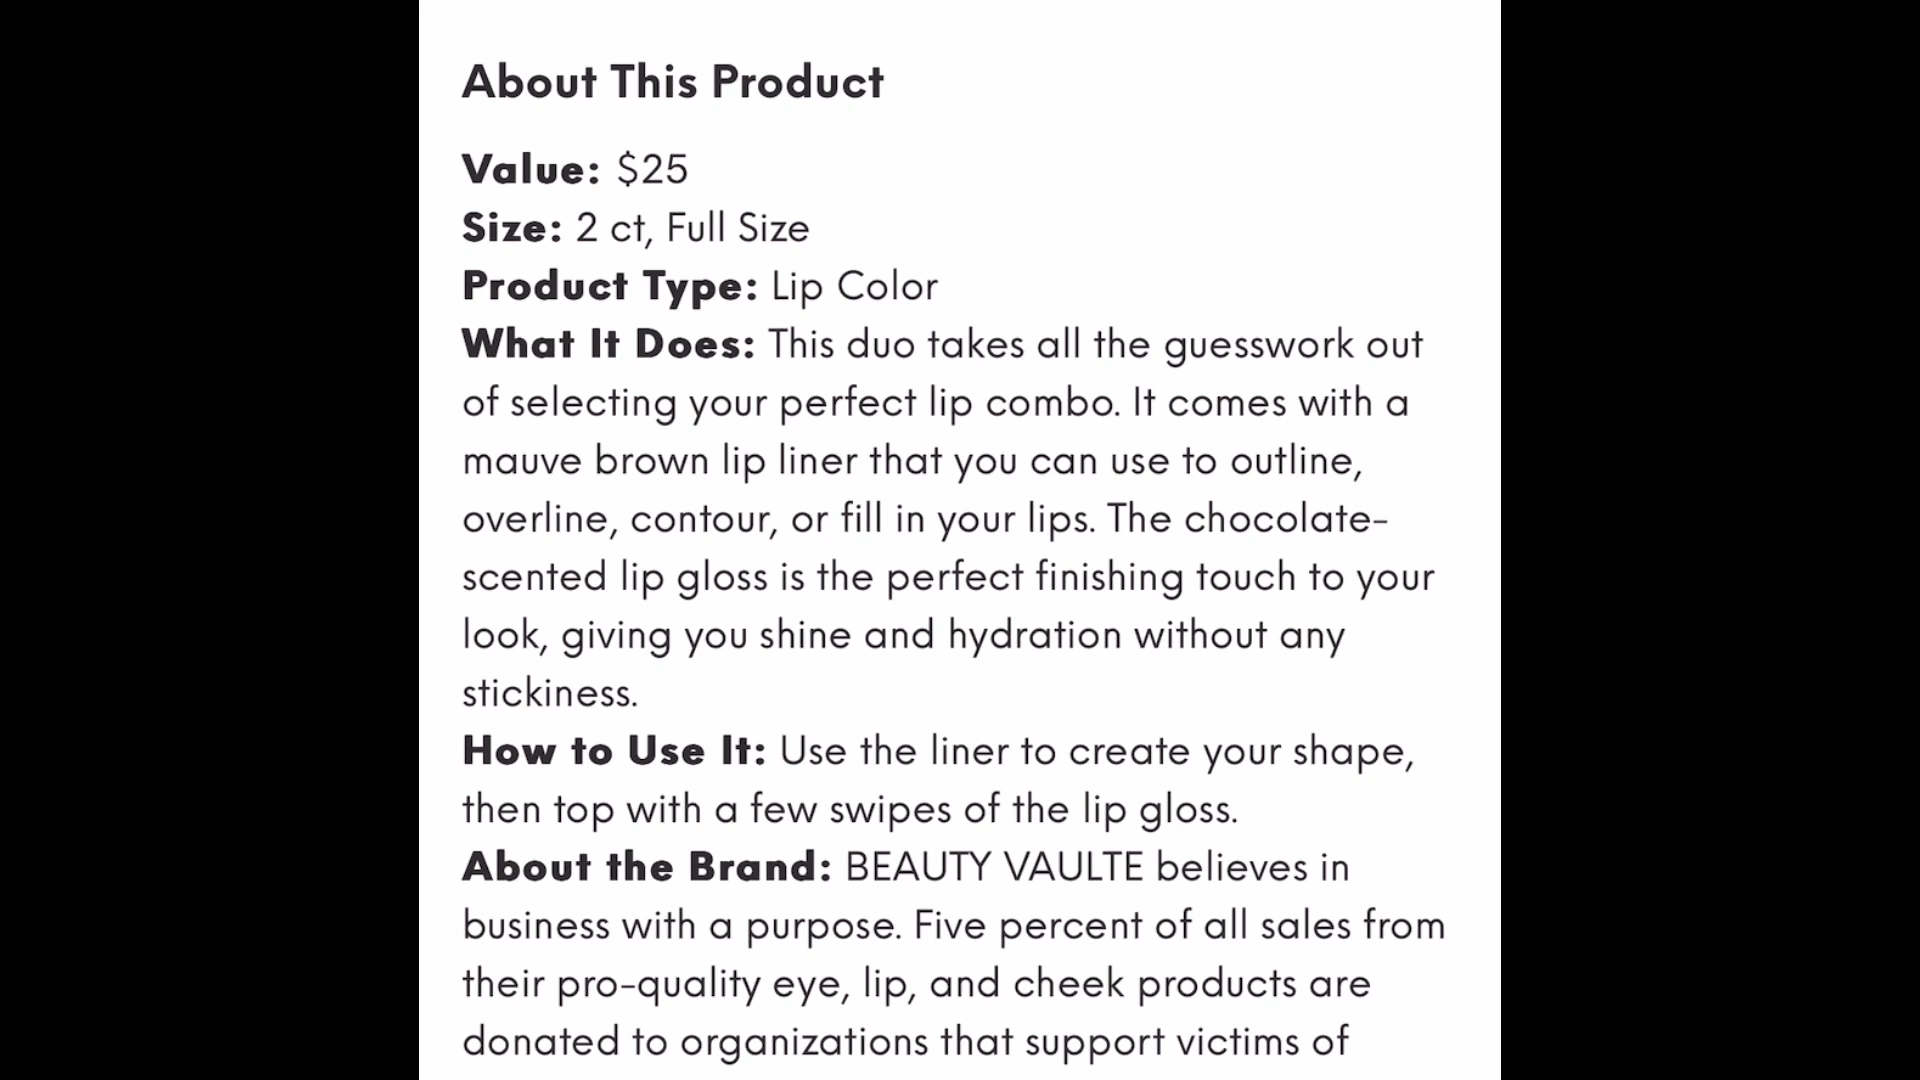 About This Product
Value: $25
Size: 2 ct, Full Size
Product Type: Lip Color
What It Does: This duo takes all the guesswork out
of selecting your perfect lip combo. It comes with a
mauve brown lip liner that you can use to outline,
overline, contour, or fill in your lips. The chocolate-
scented lip gloss is the perfect finishing touch to your
look, giving you shine and hydration without any
stickiness.
How to Use It: Use the liner to create your shape,
then top with a few swipes of the lip gloss.
About the Brand: BEAUTY VAULTE believes in
business with a purpose. Five percent of all sales from
their pro-quality eye, lip, and cheek products are
donated to organizations that support victims of